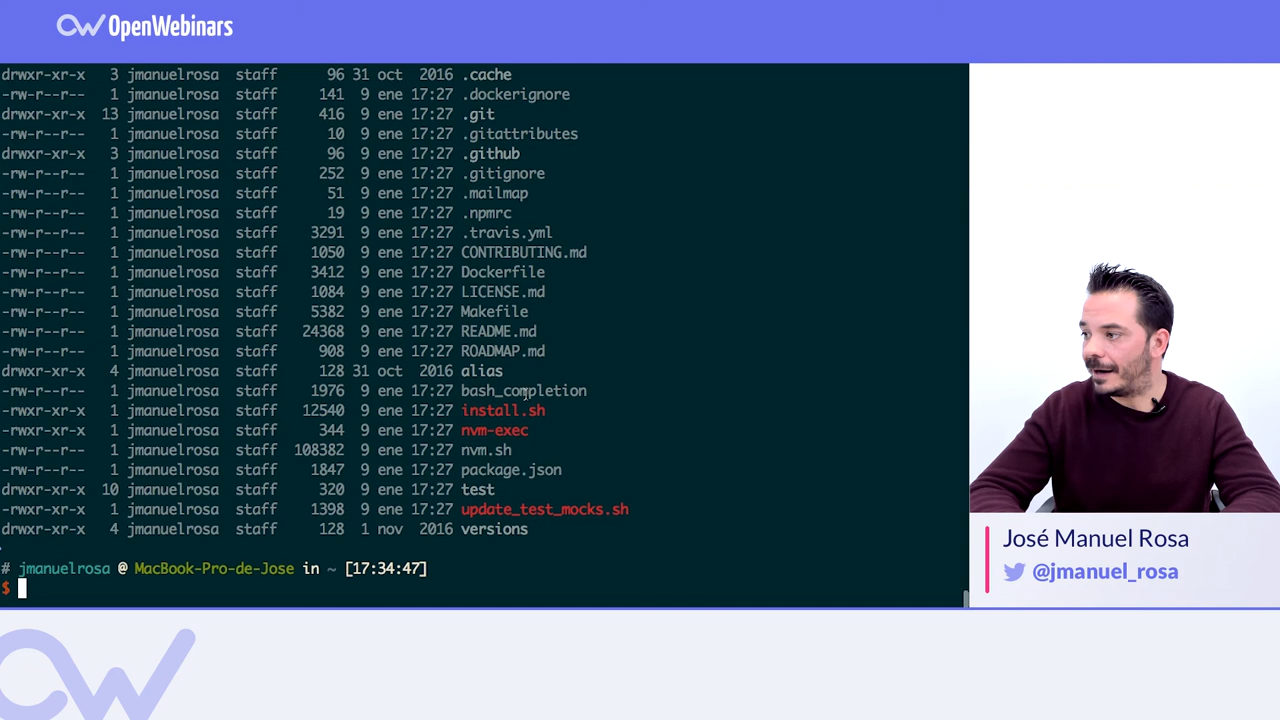 OW OpenWebinars
drwxr-xr-x 3 jmanuelrosa staff 96 31 oct 2016 .cache
-rw-r--r-- 1 jmanuelrosa staff 141 9 ene 17:27 .dockerignore
drwxr-xr-x 13 jmanuelrosa staff 416 9 ene 17:27 .git
-rw-r--r-- 1 jmanuelrosa staff 10 9 ene 17:27 .gitattributes
drwxr-xr-x 3 jmanuelrosa staff 96 9 ene 17:27 .github
-rw-r--r-- 1 jmanuelrosa staff 252 9 ene 17:27 .gitignore
-rw-r--r-- 1 jmanuelrosa staff 51 9 ene 17:27 .mailmap
-rw-r--r-- 1 jmanuelrosa staff 19 9 ene 17:27 .npmrc
-rw-r--r-- 1 jmanuelrosa staff 3291 9 ene 17:27 .travis.yml
-rw-r--r-- 1 jmanuelrosa staff 1050 9 ene 17:27 CONTRIBUTING.md
-rw-r--r-- 1 jmanuelrosa staff 3412 9 ene 17:27 Dockerfile
-rw-r--r-- 1 jmanuelrosa staff 1084 9 ene 17:27 LICENSE.md
-rw-r--r-- 1 jmanuelrosa staff 5382 9 ene 17:27 Makefile
-rw-r--r-- 1 jmanuelrosa staff 24368 9 ene 17:27 README.md
-rw-r--r-- 1 jmanuelrosa staff 908 9 ene 17:27 ROADMAP.md
drwxr-xr-x 4 jmanuelrosa staff 128 31 oct 2016 alias
-rw-r--r-- 1 jmanuelrosa staff 1976 9 ene 17:27 bash_completion
-rwxr-xr-x 1 jmanuelrosa staff 12540 9 ene 17:27 install.sh
-rwxr-xr-x 1 jmanuelrosa staff 344 9 ene 17:27 nvm-exec
-rw-r--r-- 1 jmanuelrosa staff 108382 9 ene 17:27 nvm.sh
-rw-r--r-- 1 jmanuelrosa staff 1847 9 ene 17:27 package.json
drwxr-xr-x 10 jmanuelrosa staff 320 9 ene 17:27 test
-rwxr-xr-x 1 jmanuelrosa staff 1398 9 ene 17:27 update_test_mocks.sh
drwxr-xr-x 4 jmanuelrosa staff 128 1 nov 2016 versions
# jmanuelrosa @ MacBook-Pro-de-Jose in ~ [17:34:47]
$
José Manuel Rosa
@jmanuel_rosa